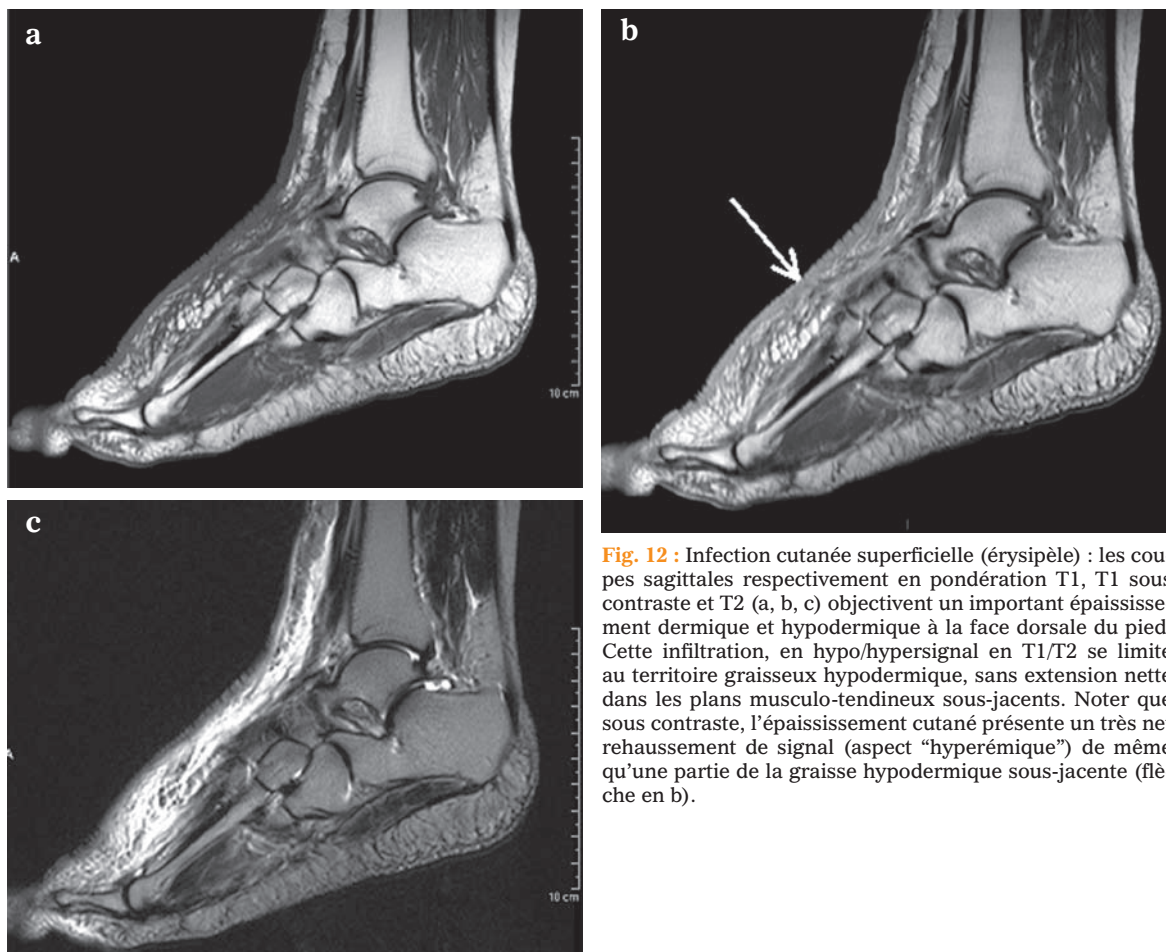 a
b
A
10 cm
c
A
10 cm
Fig. 12 : Infection cutanée superficielle (érysipèle) : les cou-
pes sagittales respectivement en pondération T1, T1 sous
contraste et T2 (a, b, c) objectivent un important épaississe
ment dermique et hypodermique à la face dorsale du pied
Cette infiltration, en hypo/hypersignal en T1/T2 se limite
au territoire graisseux hypodermique, sans extension nette
dans les plans musculo-tendineux sous-jacents. Noter que
sous contraste, l’épaississement cutané présente un très ne
rehaussement de signal (aspect “hyperémique”) de même
qu’une partie de la graisse hypodermique sous-jacente (flè
che en b).